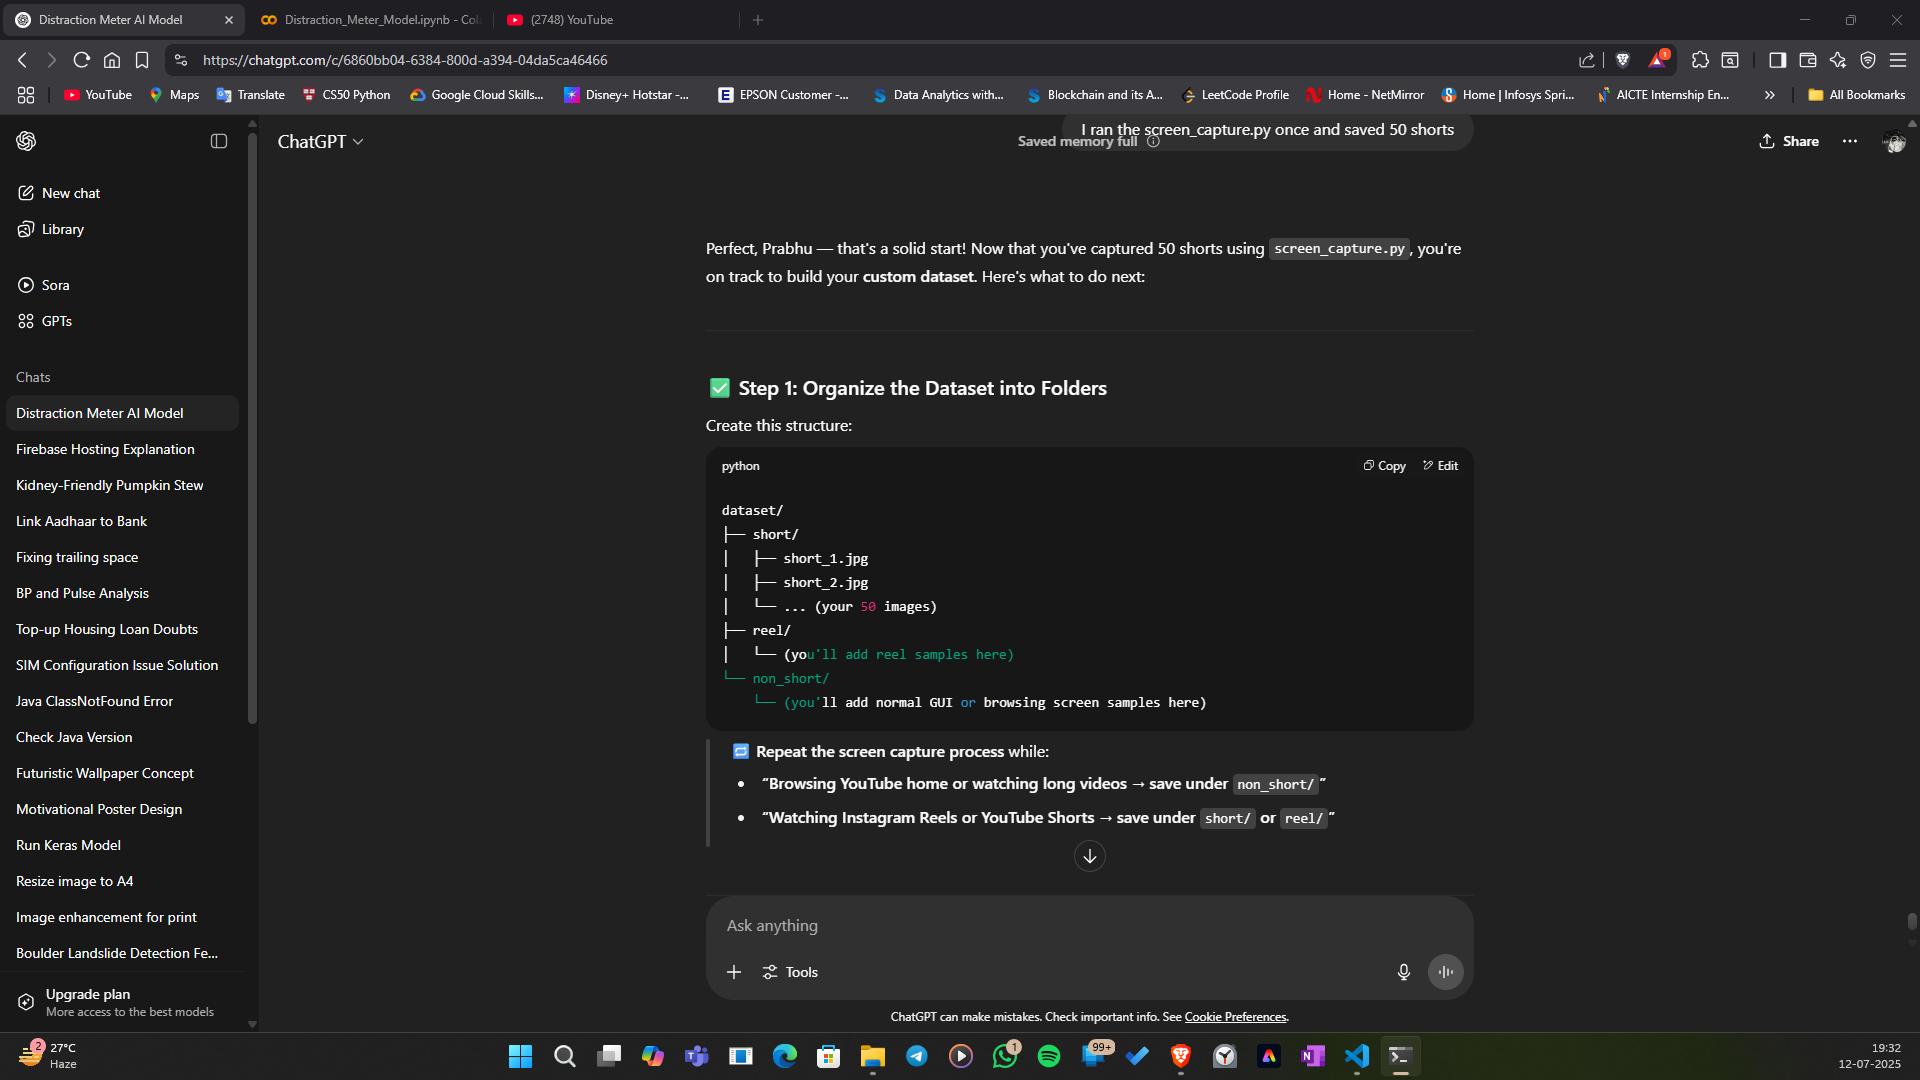 Distraction Meter AI Model
Distraction_Meter_Model.ipynb - Col
(2748) YouTube
https://chatgpt.com/c/6860bb04-6384-800d-a394-04da5ca46466
1
YouTube
Maps
Translate
CS50 Python
Google Cloud Skills...
Disney+ Hotstar -...
EPSON Customer -...
Data Analytics with...
Blockchain and its A...
LeetCode Profile
Home - NetMirror
Home | Infosys Spri...
AICTE Internship En...
All Bookmarks
ChatGPT
Saved memory full
I ran the screen_capture.py once and saved 50 shorts
Share
New chat
Library
Sora
GPTs
Chats
Distraction Meter AI Model
Firebase Hosting Explanation
Kidney-Friendly Pumpkin Stew
Link Aadhaar to Bank
Fixing trailing space
BP and Pulse Analysis
Top-up Housing Loan Doubts
SIM Configuration Issue Solution
Java ClassNotFound Error
Check Java Version
Futuristic Wallpaper Concept
Motivational Poster Design
Run Keras Model
Resize image to A4
Image enhancement for print
Boulder Landslide Detection Fe...
Upgrade plan
More access to the best models
Perfect, Prabhu — that's a solid start! Now that you've captured 50 shorts using screen_capture.py, you're
on track to build your custom dataset. Here's what to do next:
✅ Step 1: Organize the Dataset into Folders
Create this structure:
python
Copy
Edit
dataset/
├── short/
│   ├── short_1.jpg
│   ├── short_2.jpg
│   └── ... (your 50 images)
├── reel/
│   └── (you'll add reel samples here)
└── non_short/
    └── (you'll add normal GUI or browsing screen samples here)
🔁 Repeat the screen capture process while:
• “Browsing YouTube home or watching long videos → save under non_short/”
• “Watching Instagram Reels or YouTube Shorts → save under short/ or reel/”
Ask anything
Tools
ChatGPT can make mistakes. Check important info. See Cookie Preferences.
2
27°C
Haze
1
99+
19:32
12-07-2025